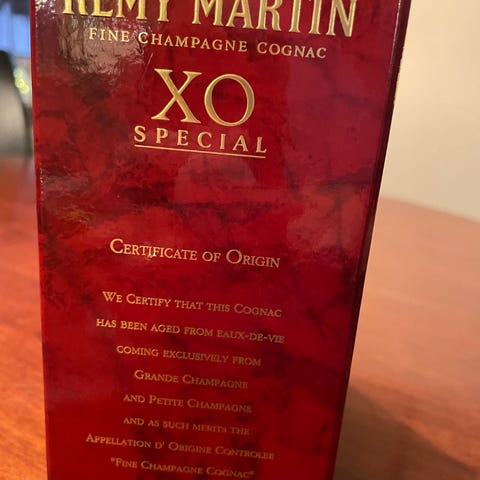 REMY MARTIN
FINE CHAMPAGNE COGNAC
XO
SPECIAL
CERTIFICATE OF ORIGIN
WE CERTIFY THAT THIS COGNAC
HAS BEEN AGED FROM EAUX-DE-VIE
COMING EXCLUSIVELY FROM
GRANDE CHAMPAGNE
AND PETITE CHAMPAGNE
AND AS SUCH MERITS THE
APPELLATION D' ORIGINE CONTROLEE
"FINE CHAMPAGNE COGNAC"